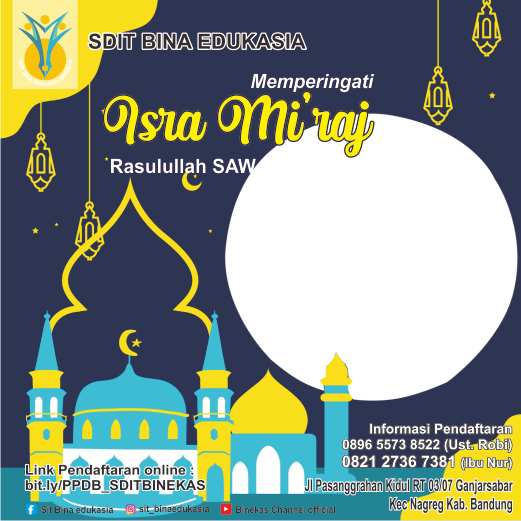 SDIT BINA EDUKASIA
Memperingati
Isra Mi'raj
Rasulullah SAW
Informasi Pendaftaran
0896 5573 8522 (Ust. Robi)
0821 2736 7381 (Ibu Nur)
Link Pendaftaran online :
bit.ly/PPDB_SDITBINEKAS
Jl Pasanggrahan Kidul RT 03/07 Ganjarsabar
Kec Nagreg Kab. Bandung
Sit Bina edukasia
sit_binaedukasia
Binekas Channel official